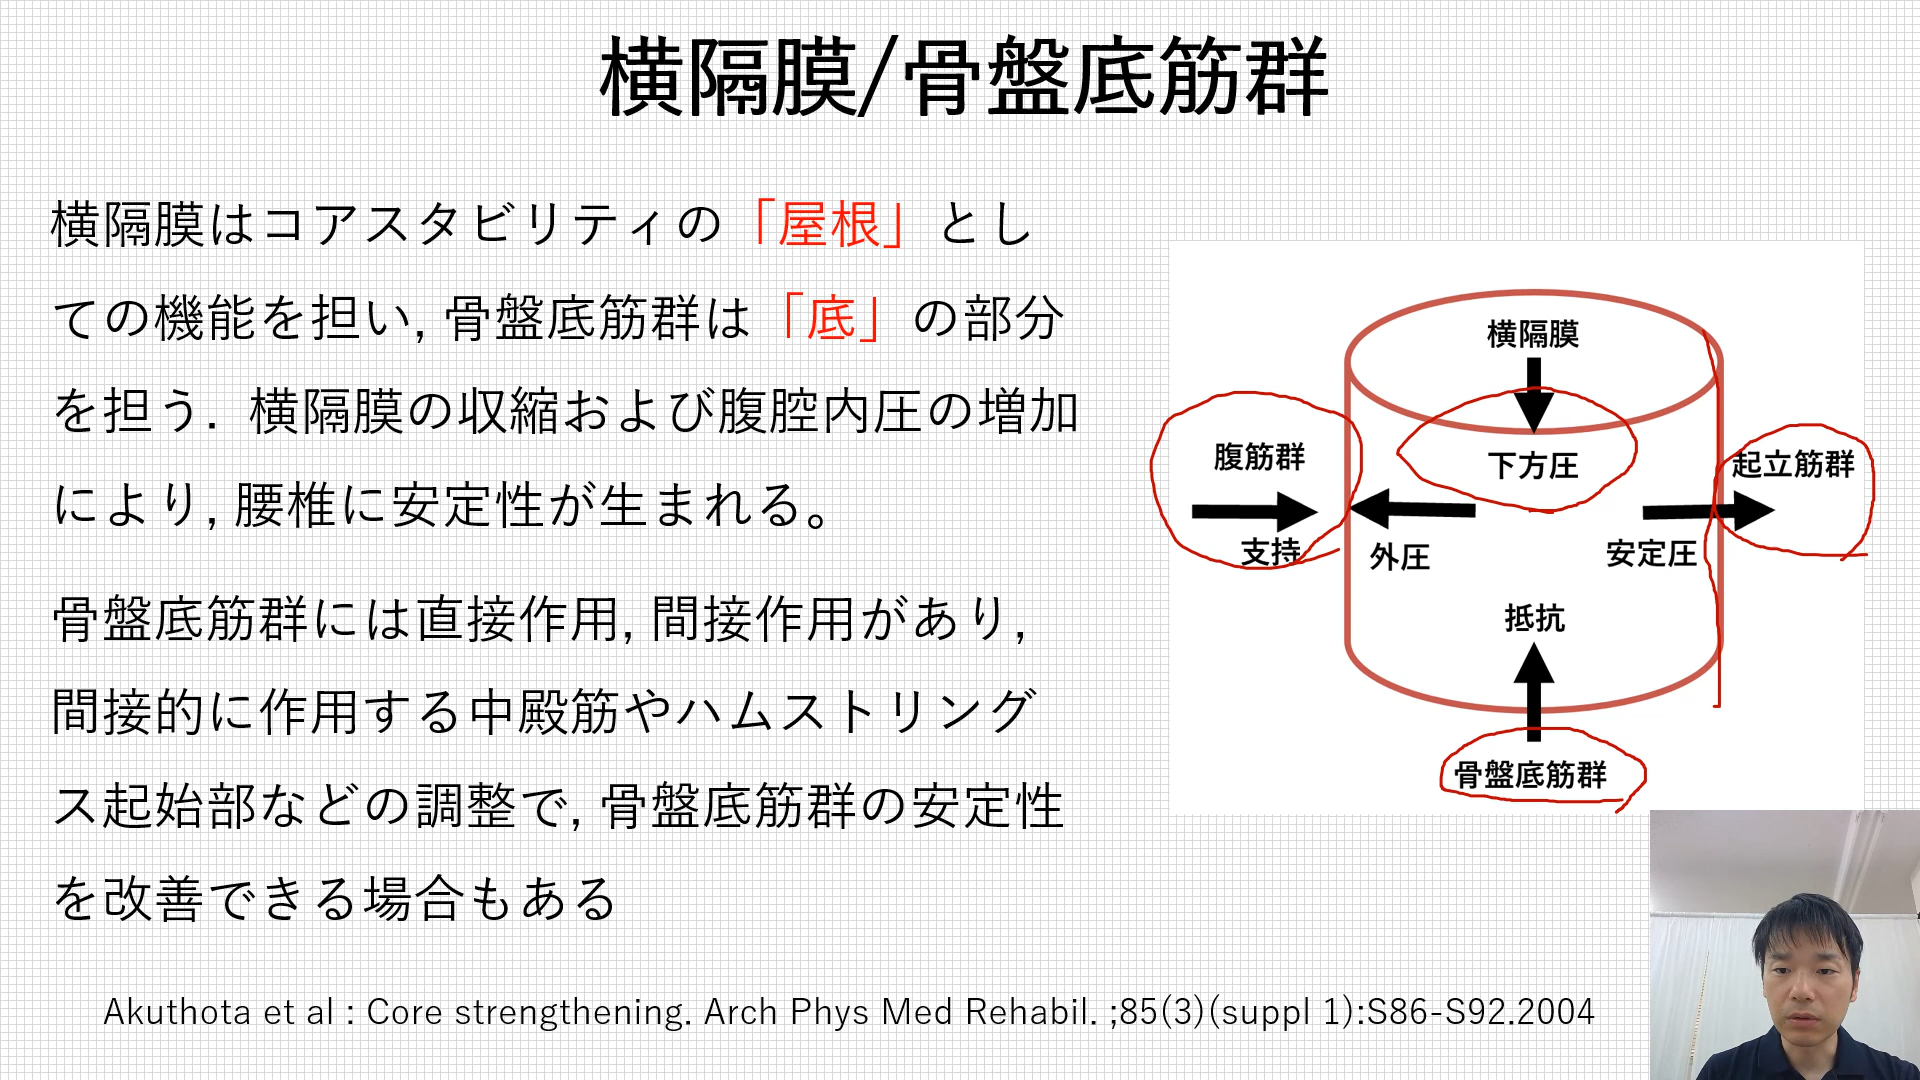 横隔膜/骨盤底筋群
横隔膜はコアスタビリティの「屋根」とし
ての機能を担い, 骨盤底筋群は「底」の部分
を担う. 横隔膜の収縮および腹腔内圧の増加
により, 腰椎に安定性が生まれる。
骨盤底筋群には直接作用, 間接作用があり,
間接的に作用する中殿筋やハムストリング
ス起始部などの調整で, 骨盤底筋群の安定性
を改善できる場合もある
横隔膜
腹筋群
下方圧
起立筋群
支持
外圧
安定圧
抵抗
骨盤底筋群
Akuthota et al : Core strengthening. Arch Phys Med Rehabil. ;85(3)(suppl 1):S86-S92.2004